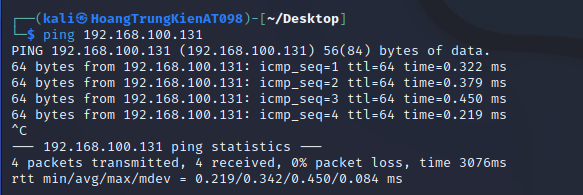 ┌──(kali㉿HoangTrungKienAT098)-[~/Desktop]
└─$ ping 192.168.100.131
PING 192.168.100.131 (192.168.100.131) 56(84) bytes of data.
64 bytes from 192.168.100.131: icmp_seq=1 ttl=64 time=0.322 ms
64 bytes from 192.168.100.131: icmp_seq=2 ttl=64 time=0.379 ms
64 bytes from 192.168.100.131: icmp_seq=3 ttl=64 time=0.450 ms
64 bytes from 192.168.100.131: icmp_seq=4 ttl=64 time=0.219 ms
^C
--- 192.168.100.131 ping statistics ---
4 packets transmitted, 4 received, 0% packet loss, time 3076ms
rtt min/avg/max/mdev = 0.219/0.342/0.450/0.084 ms